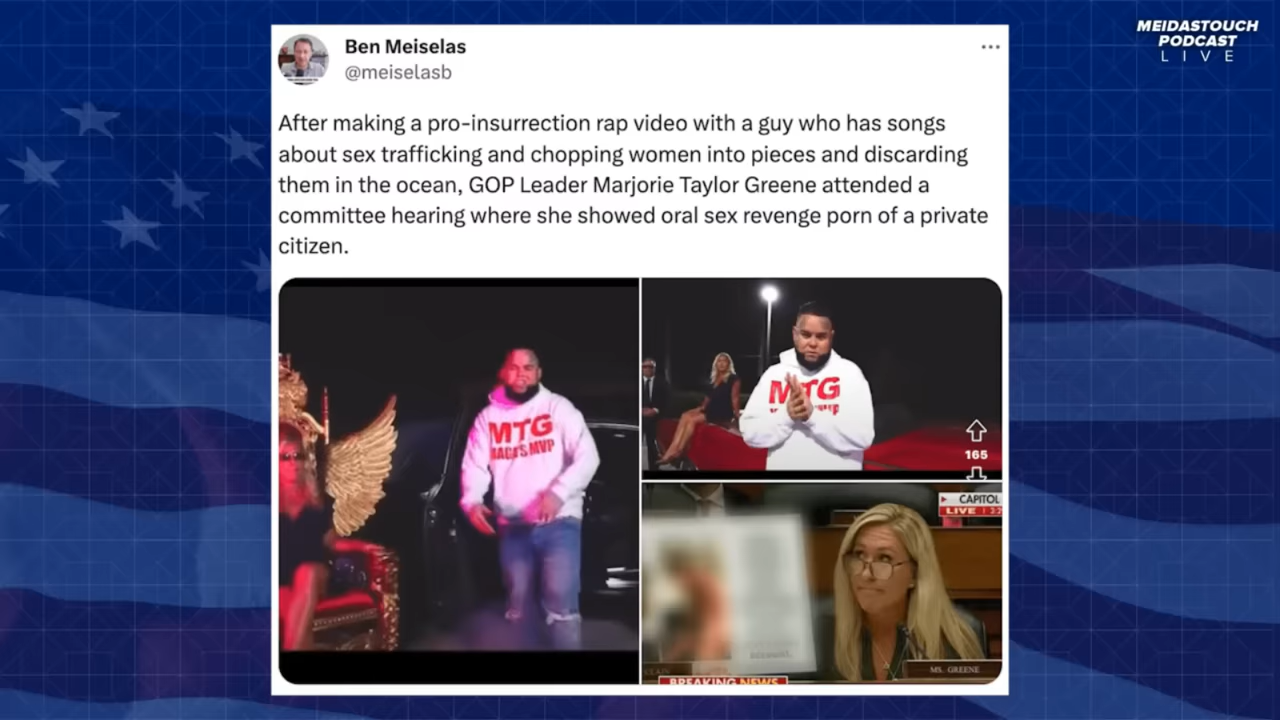 MEIDASTOUCH
PODCAST
LIVE
Ben Meiselas
@meiselasb
After making a pro-insurrection rap video with a guy who has songs
about sex trafficking and chopping women into pieces and discarding
them in the ocean, GOP Leader Marjorie Taylor Greene attended a
committee hearing where she showed oral sex revenge porn of a private
citizen.
MTG
MAGA'S MVP
MTG
165
CAPITOL
LIVE
MS. GREENE
BREAKING NEWS